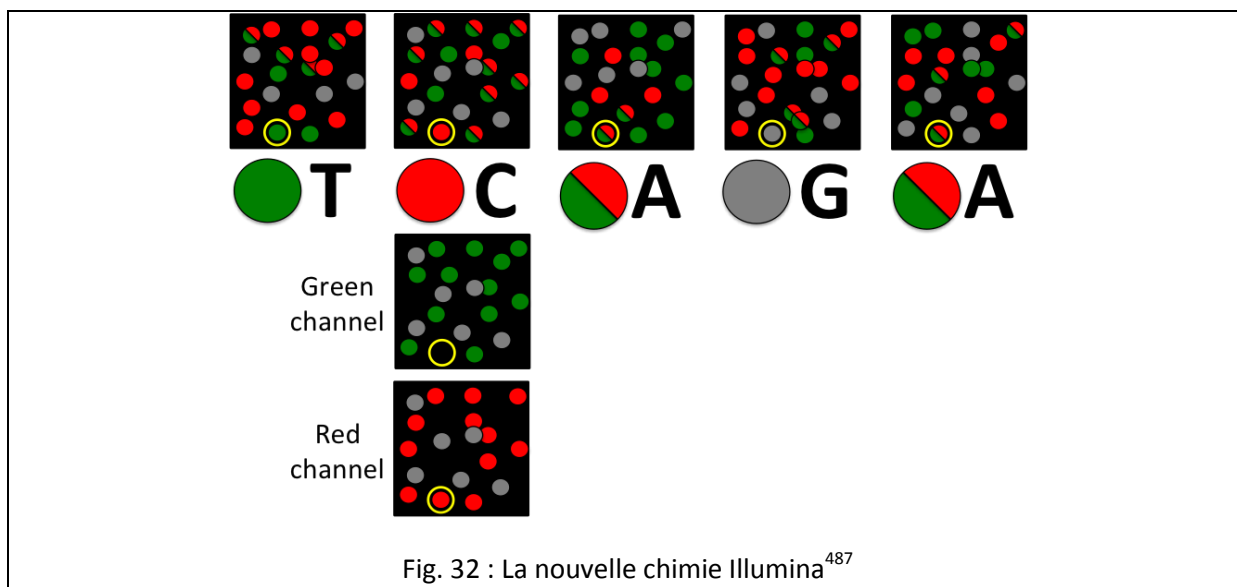 T C A G A
Green
channel
Red
channel
Fig. 32 : La nouvelle chimie Illumina487